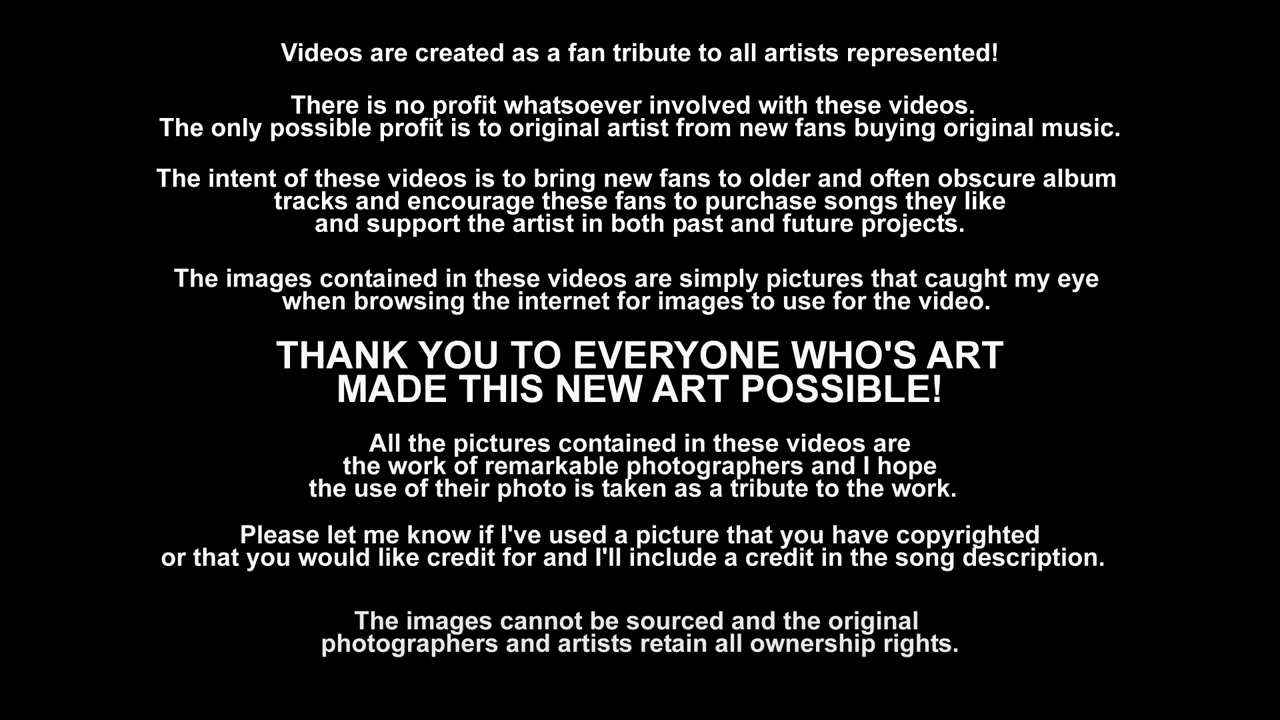 Videos are created as a fan tribute to all artists represented!
There is no profit whatsoever involved with these videos.
The only possible profit is to original artist from new fans buying original music.
The intent of these videos is to bring new fans to older and often obscure album
tracks and encourage these fans to purchase songs they like
and support the artist in both past and future projects.
The images contained in these videos are simply pictures that caught my eye
when browsing the internet for images to use for the video.
THANK YOU TO EVERYONE WHO'S ART
MADE THIS NEW ART POSSIBLE!
All the pictures contained in these videos are
the work of remarkable photographers and I hope
the use of their photo is taken as a tribute to the work.
Please let me know if I've used a picture that you have copyrighted
or that you would like credit for and I'll include a credit in the song description.
The images cannot be sourced and the original
photographers and artists retain all ownership rights.